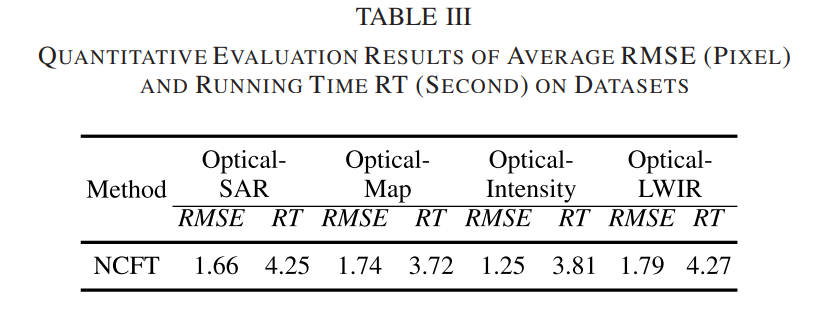 TABLE III
QUANTITATIVE EVALUATION RESULTS OF AVERAGE RMSE (PIXEL)
AND RUNNING TIME RT (SECOND) ON DATASETS
Method Optical- Optical- Optical- Optical-
SAR Map Intensity LWIR
RMSE RT RMSE RT RMSE RT RMSE RT
NCFT 1.66 4.25 1.74 3.72 1.25 3.81 1.79 4.27